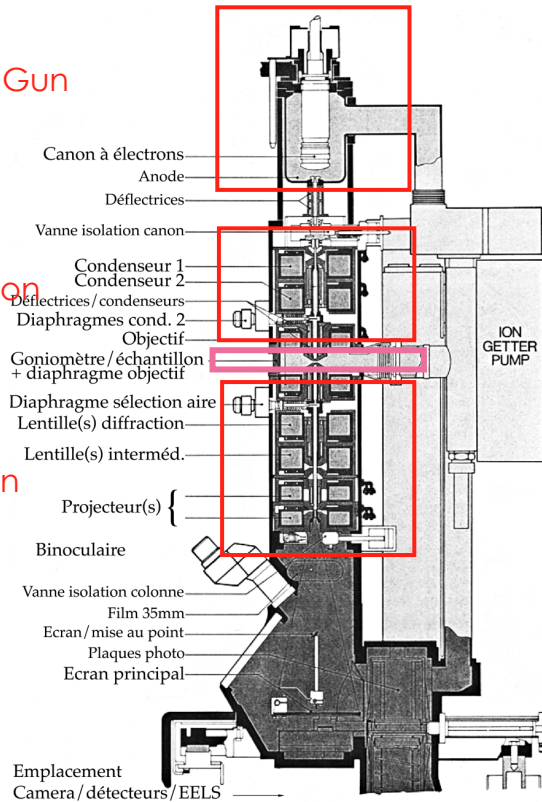 Gun
Canon à électrons
Anode
Déflectrices
Vanne isolation canon
Condenseur 1
on
Condenseur 2
Déflectrices/condenseurs
Diaphragmes cond. 2
Objectif
Goniomètre/échantillon
+ diaphragme objectif
ION
GETTER
PUMP
Diaphragme sélection aire
Lentille(s) diffraction
Lentille(s) interméd.
n
Projecteur(s) {
Binoculaire
Vanne isolation colonne
Film 35mm
Ecran/mise au point
Plaques photo
Ecran principal
Emplacement
Camera/détecteurs/EELS